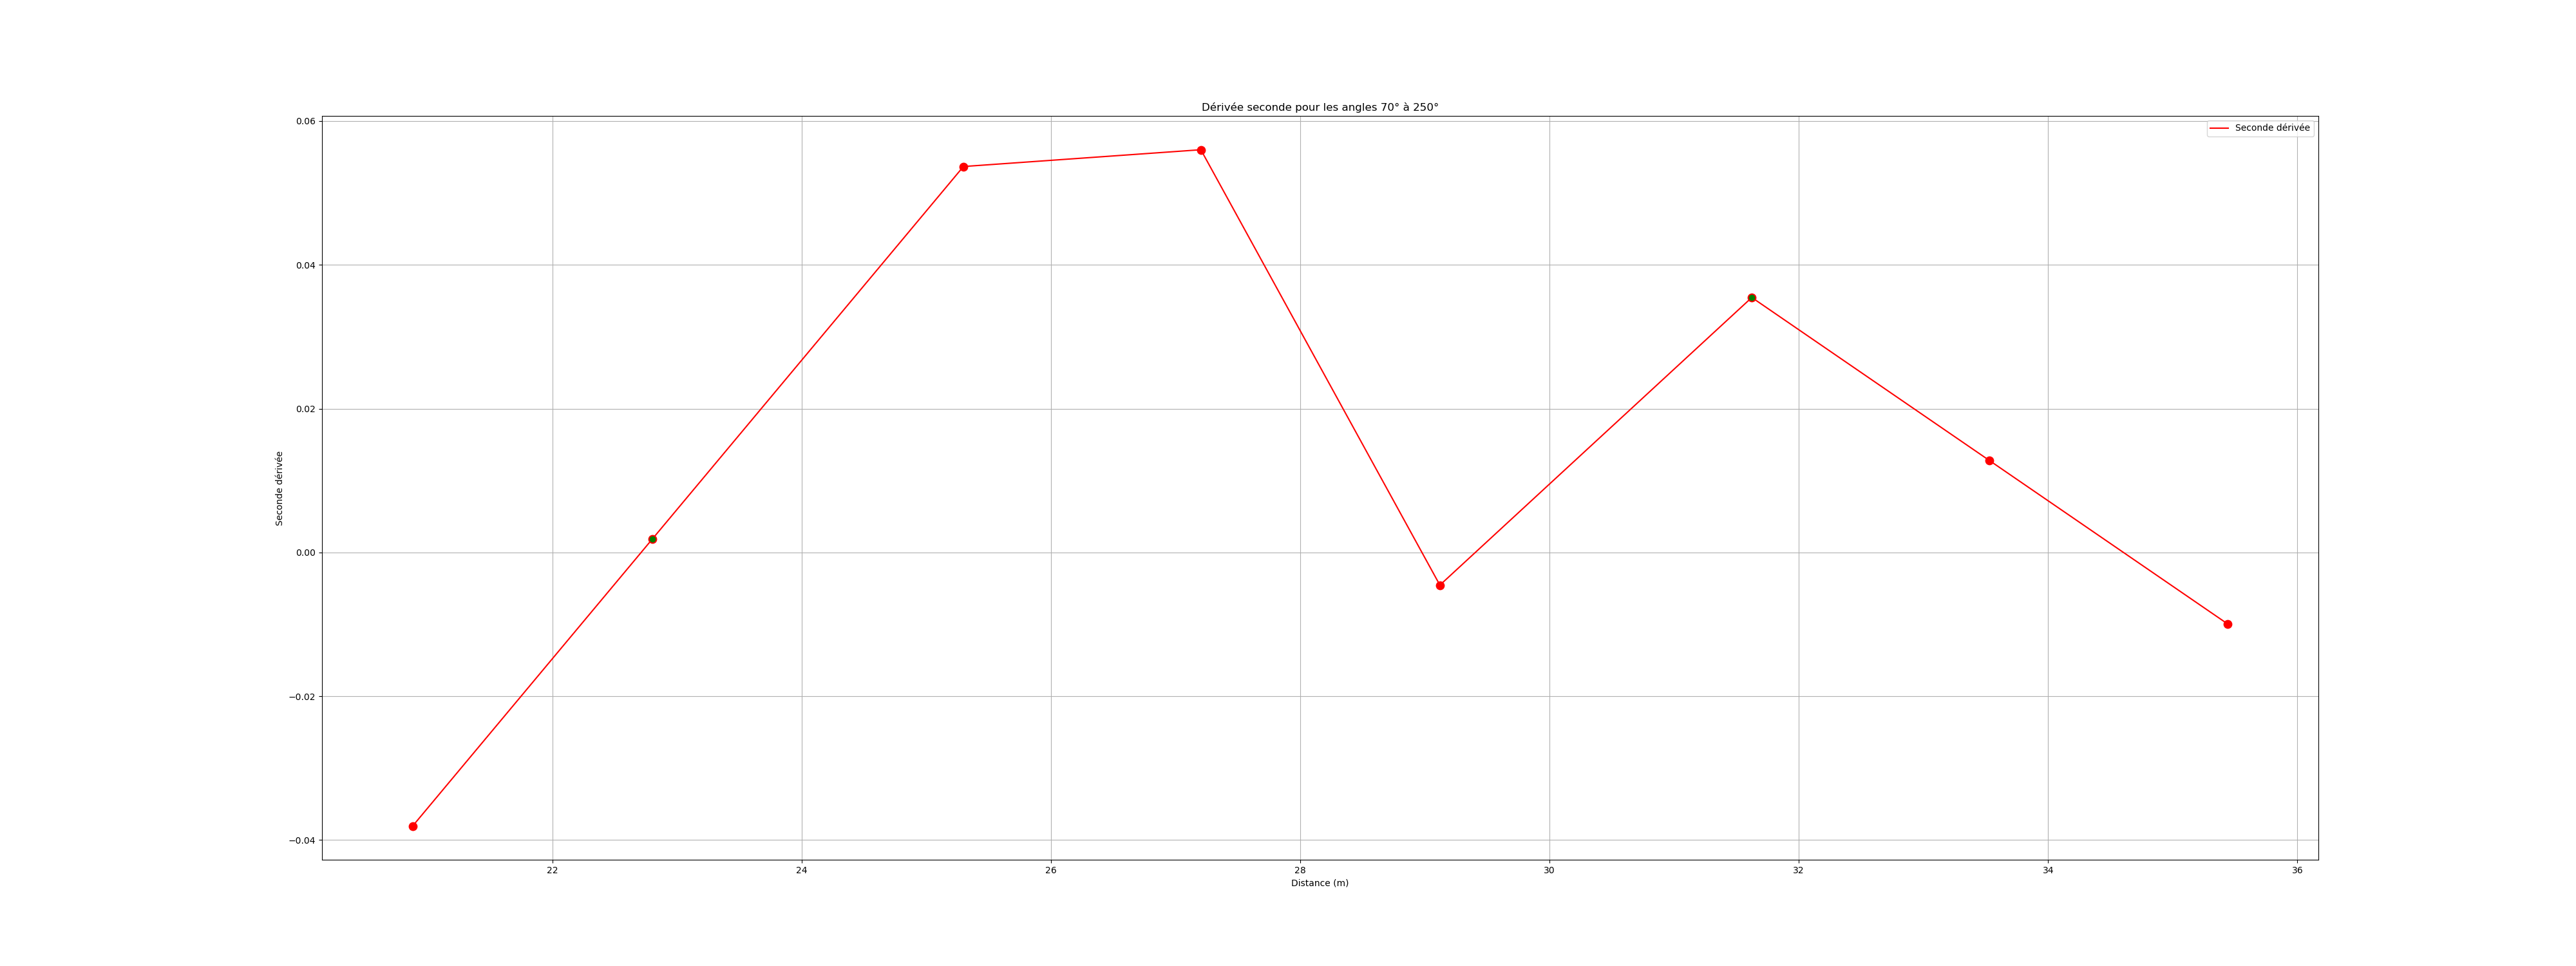 Dérivée seconde pour les angles 70° à 250°
Seconde dérivée
0.06
0.04
0.02
0.00
−0.02
−0.04
Seconde dérivée
22 24 26 28 30 32 34 36
Distance (m)